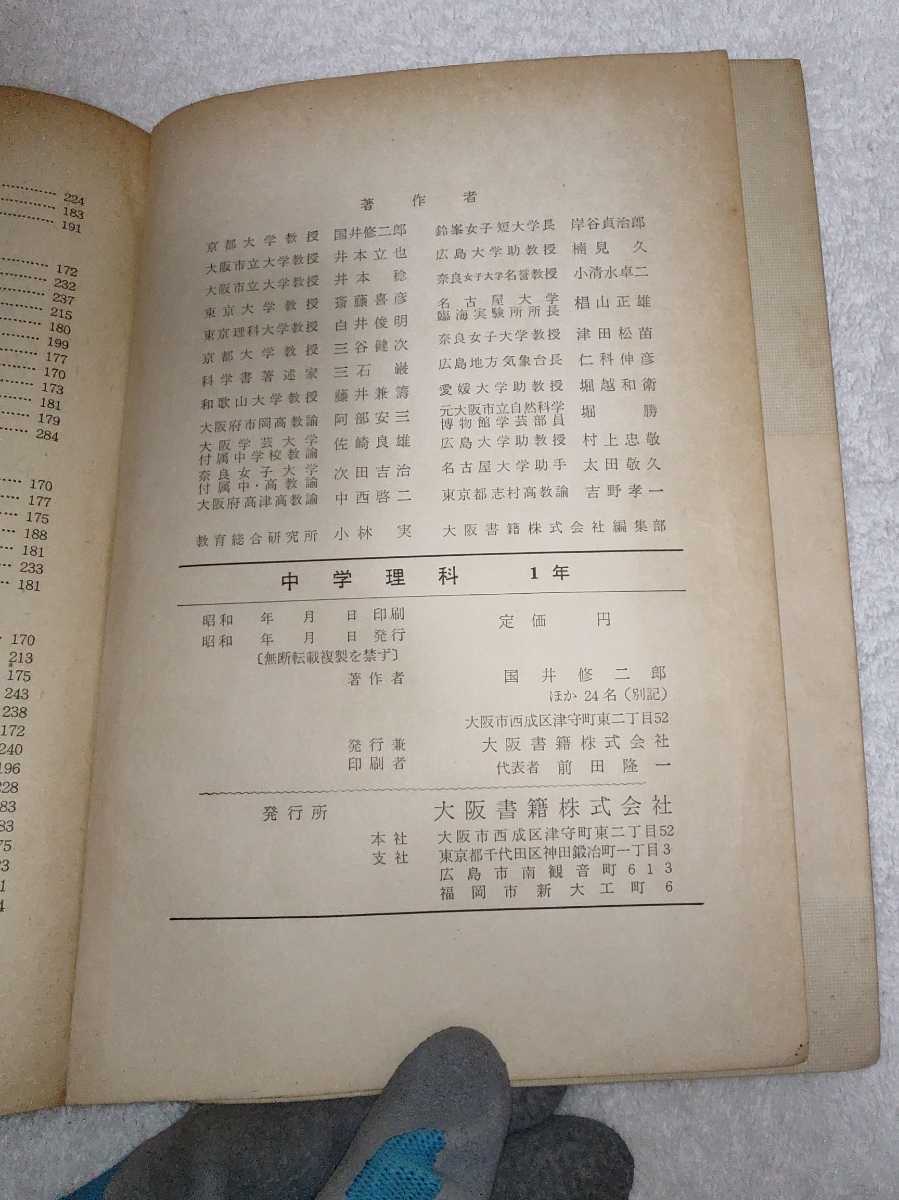 224
183
191
172
232
237
215
180
199
177
170
173
181
179
284
170
177
175
188
181
233
181
170
213
175
243
238
172
240
196
228
83
83
75
23
1
4
著作者
京都大学教授 国井修二郎
大阪市立大学教授 井本立也
大阪市立大学教授 井本 稔
東京大学教授 斎藤喜彦
東京理科大学教授 白井俊明
京都大学教授 三谷健次
科学書著述家 三石 巌
和歌山大学教授 藤井兼籌
大阪府市岡高教諭 阿部安三
大阪学芸大学
付属中学校教諭 佐崎良雄
奈良女子大学
付属中・高教諭 次田吉治
大阪府高津高教諭 中西啓二
教育総合研究所 小林 実
鈴峯女子短大学長 岸谷貞治郎
広島大学助教授 楠見 久
奈良女子大学名誉教授 小清水卓二
名古屋大学
臨海実験所所長 椙山正雄
奈良女子大学教授 津田松苗
広島地方気象台長 仁科伸彦
愛媛大学助教授 堀越和衛
元大阪市立自然科学
博物館学芸部員 堀 勝
広島大学助教授 村上忠敬
名古屋大学助手 太田敬久
東京都志村高教諭 吉野孝一
大阪書籍株式会社編集部
中学理科 1年
昭和 年 月 日 印刷
昭和 年 月 日 発行
〔無断転載複製を禁ず〕
定価 円
著作者 国井修二郎
ほか 24名(別記)
大阪市西成区津守町東二丁目52
発行兼 大阪書籍株式会社
印刷者 代表者 前田隆一
発行所 大阪書籍株式会社
本社 大阪市西成区津守町東二丁目52
支社 東京都千代田区神田鍛冶町一丁目3
広島市南観音町613
福岡市新大工町6